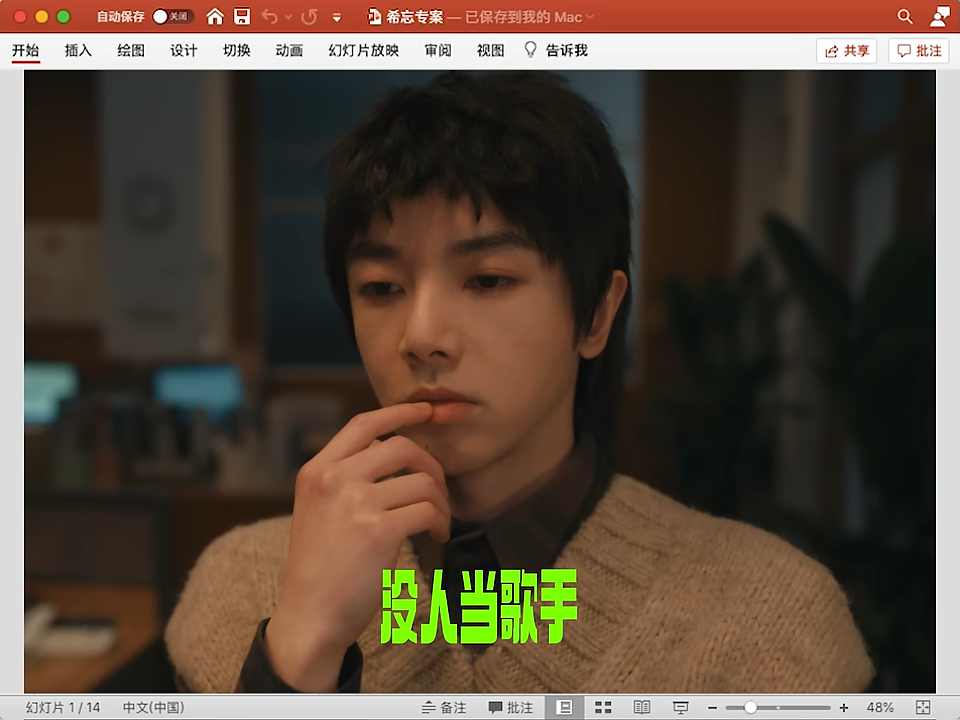 自动保存 关闭 希忘专案 — 已保存到我的 Mac
开始 插入 绘图 设计 切换 动画 幻灯片放映 审阅 视图 告诉我 共享 批注
没人当歌手
幻灯片 1 / 14 中文(中国) 备注 批注 48%